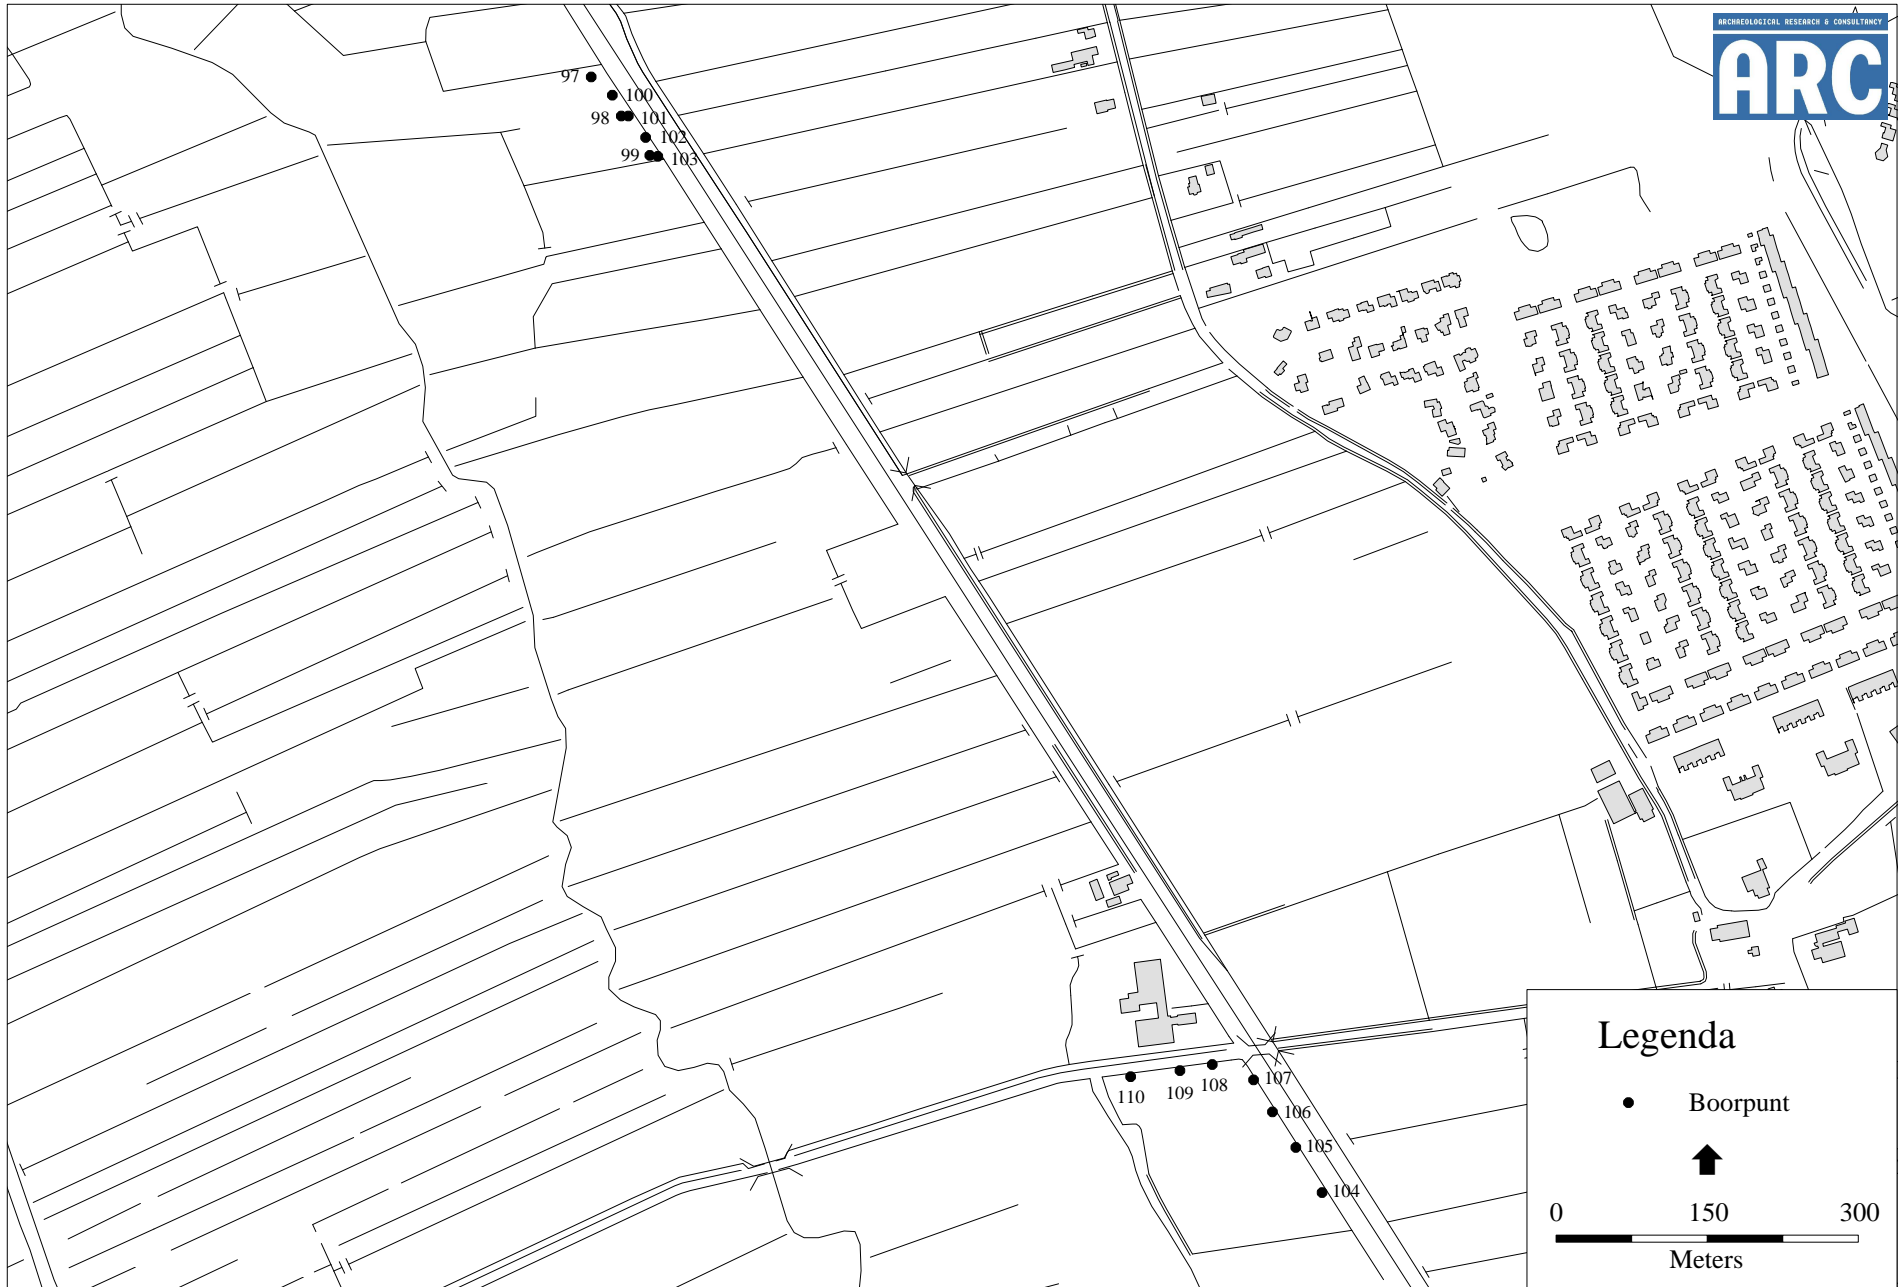 ARCHAEOLOGICAL RESEARCH & CONSULTANCY
ARC
97
100
98
101
102
99
103
107
108
109
110
106
105
104
Legenda
Boorpunt
0 150 300
Meters